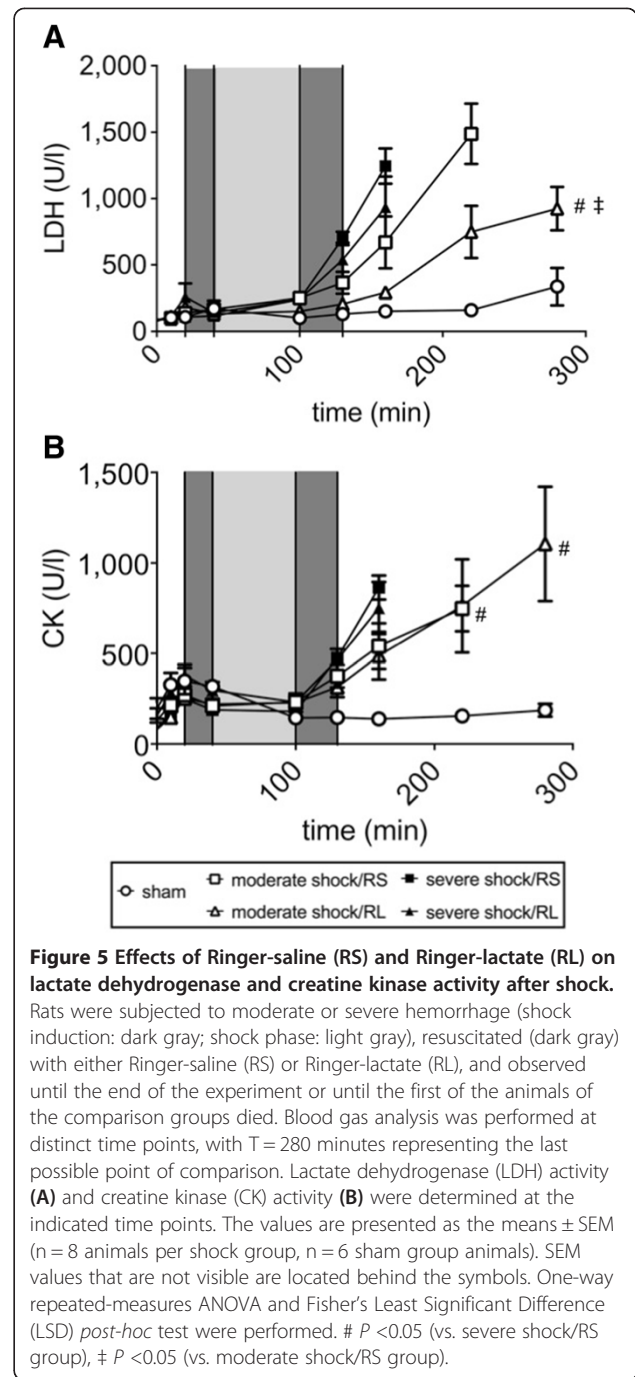 A
2,000
1,500
1,000
500
0
LDH (U/l)
# ‡
0
100
200
300
time (min)
B
1,500
1,000
500
0
CK (U/l)
#
#
0
100
200
300
time (min)
sham
moderate shock/RS
severe shock/RS
moderate shock/RL
severe shock/RL
Figure 5 Effects of Ringer-saline (RS) and Ringer-lactate (RL) on
lactate dehydrogenase and creatine kinase activity after shock.
Rats were subjected to moderate or severe hemorrhage (shock
induction: dark gray; shock phase: light gray), resuscitated (dark gray)
with either Ringer-saline (RS) or Ringer-lactate (RL), and observed
until the end of the experiment or until the first of the animals of
the comparison groups died. Blood gas analysis was performed at
distinct time points, with T = 280 minutes representing the last
possible point of comparison. Lactate dehydrogenase (LDH) activity
(A) and creatine kinase (CK) activity (B) were determined at the
indicated time points. The values are presented as the means ± SEM
(n = 8 animals per shock group, n = 6 sham group animals). SEM
values that are not visible are located behind the symbols. One-way
repeated-measures ANOVA and Fisher's Least Significant Difference
(LSD) post-hoc test were performed. # P <0.05 (vs. severe shock/RS
group), ‡ P <0.05 (vs. moderate shock/RS group).